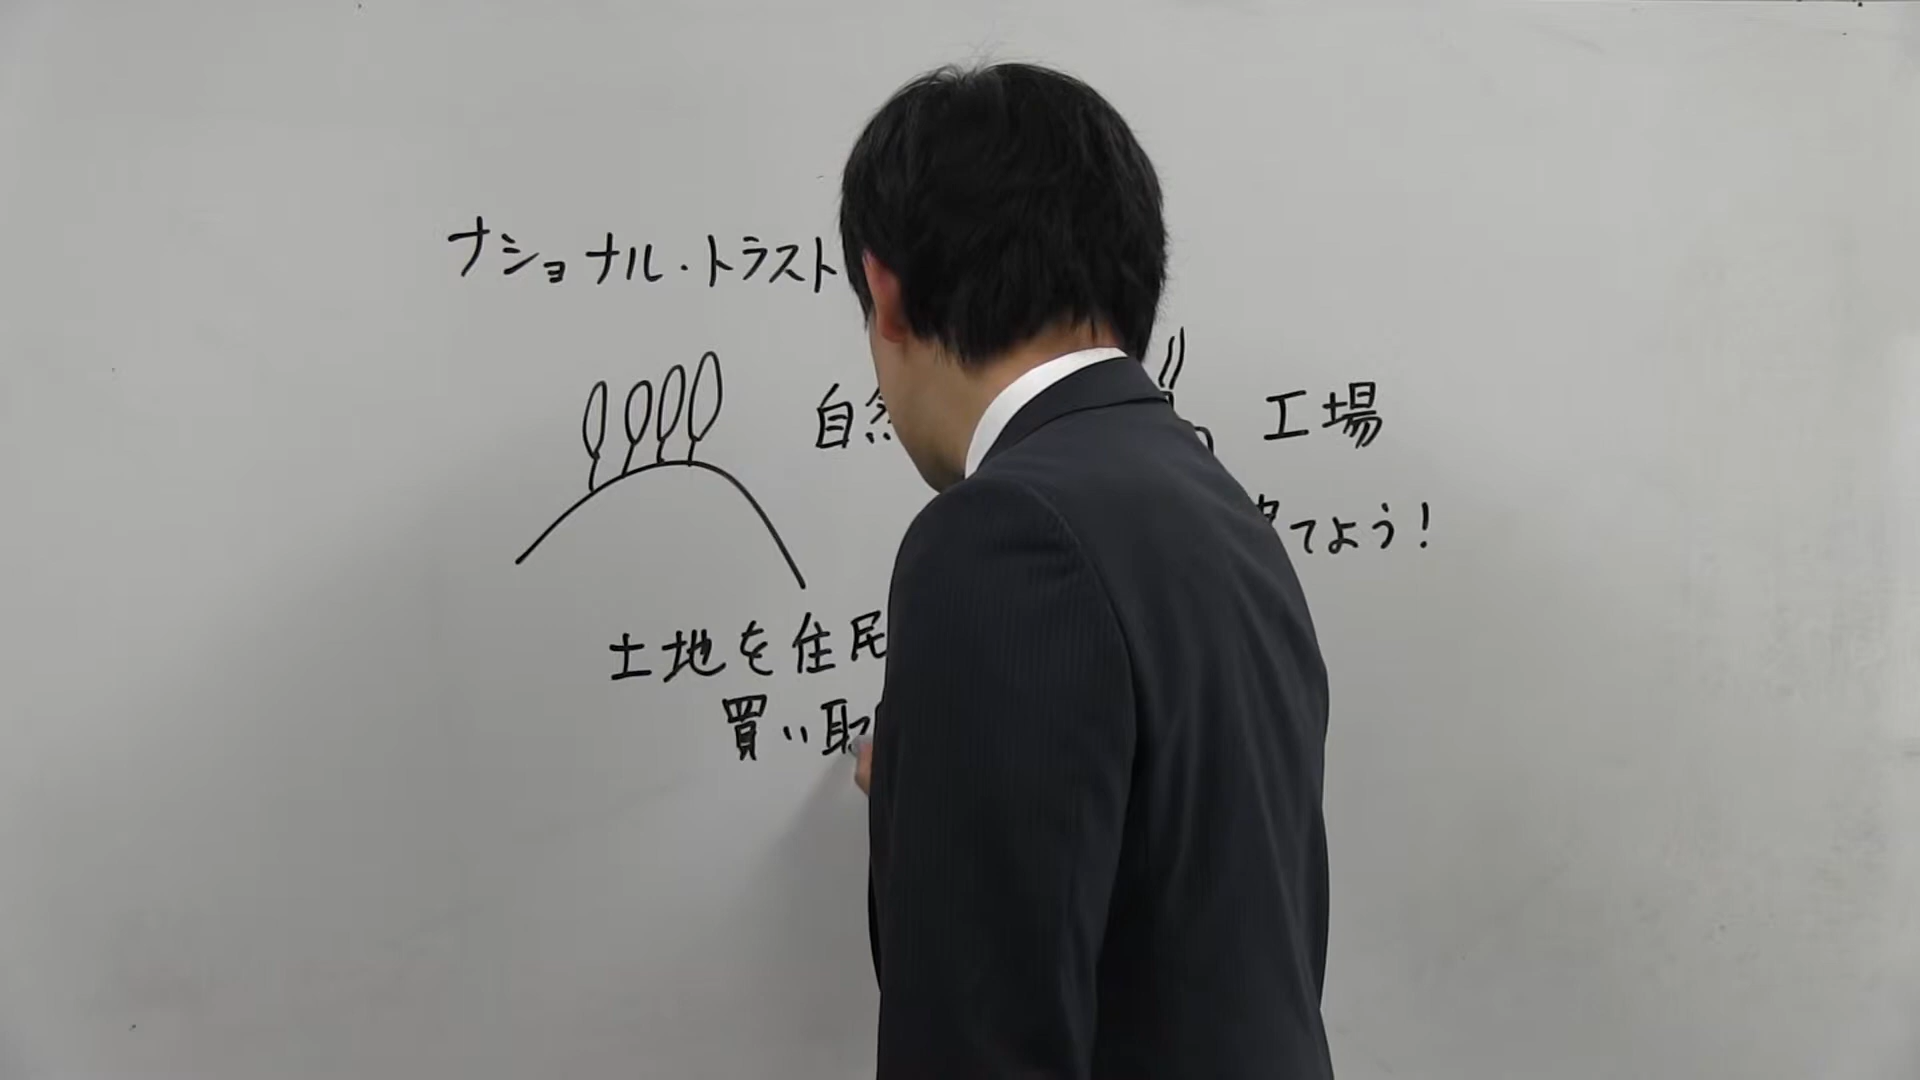 ナショナル・トラスト
自然
工場
てよう！
土地を住民
買い取